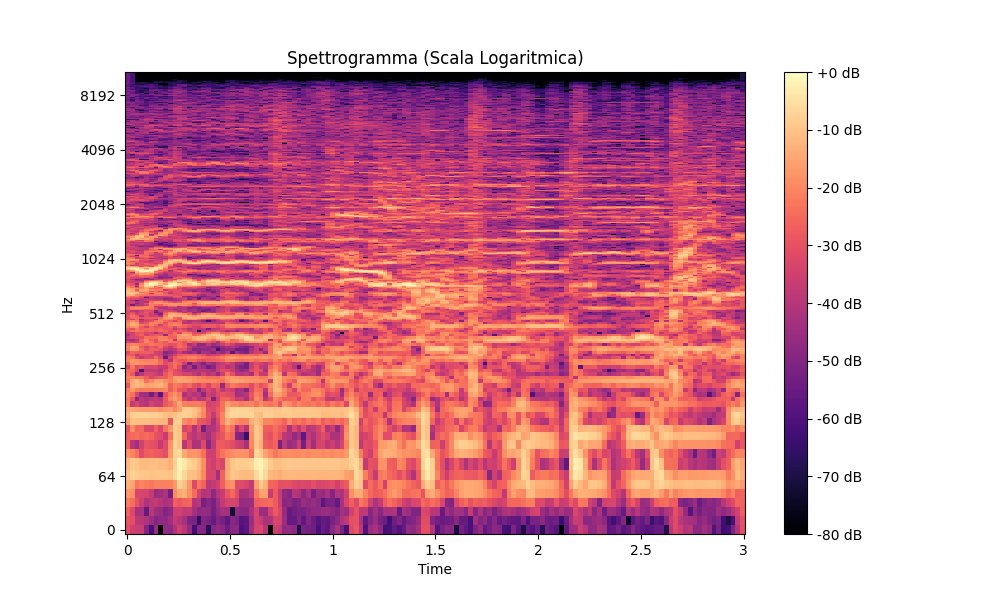 Spettrogramma (Scala Logaritmica)
Hz
8192
4096
2048
1024
512
256
128
64
0
0
0.5
1
1.5
2
2.5
3
Time
+0 dB
-10 dB
-20 dB
-30 dB
-40 dB
-50 dB
-60 dB
-70 dB
-80 dB